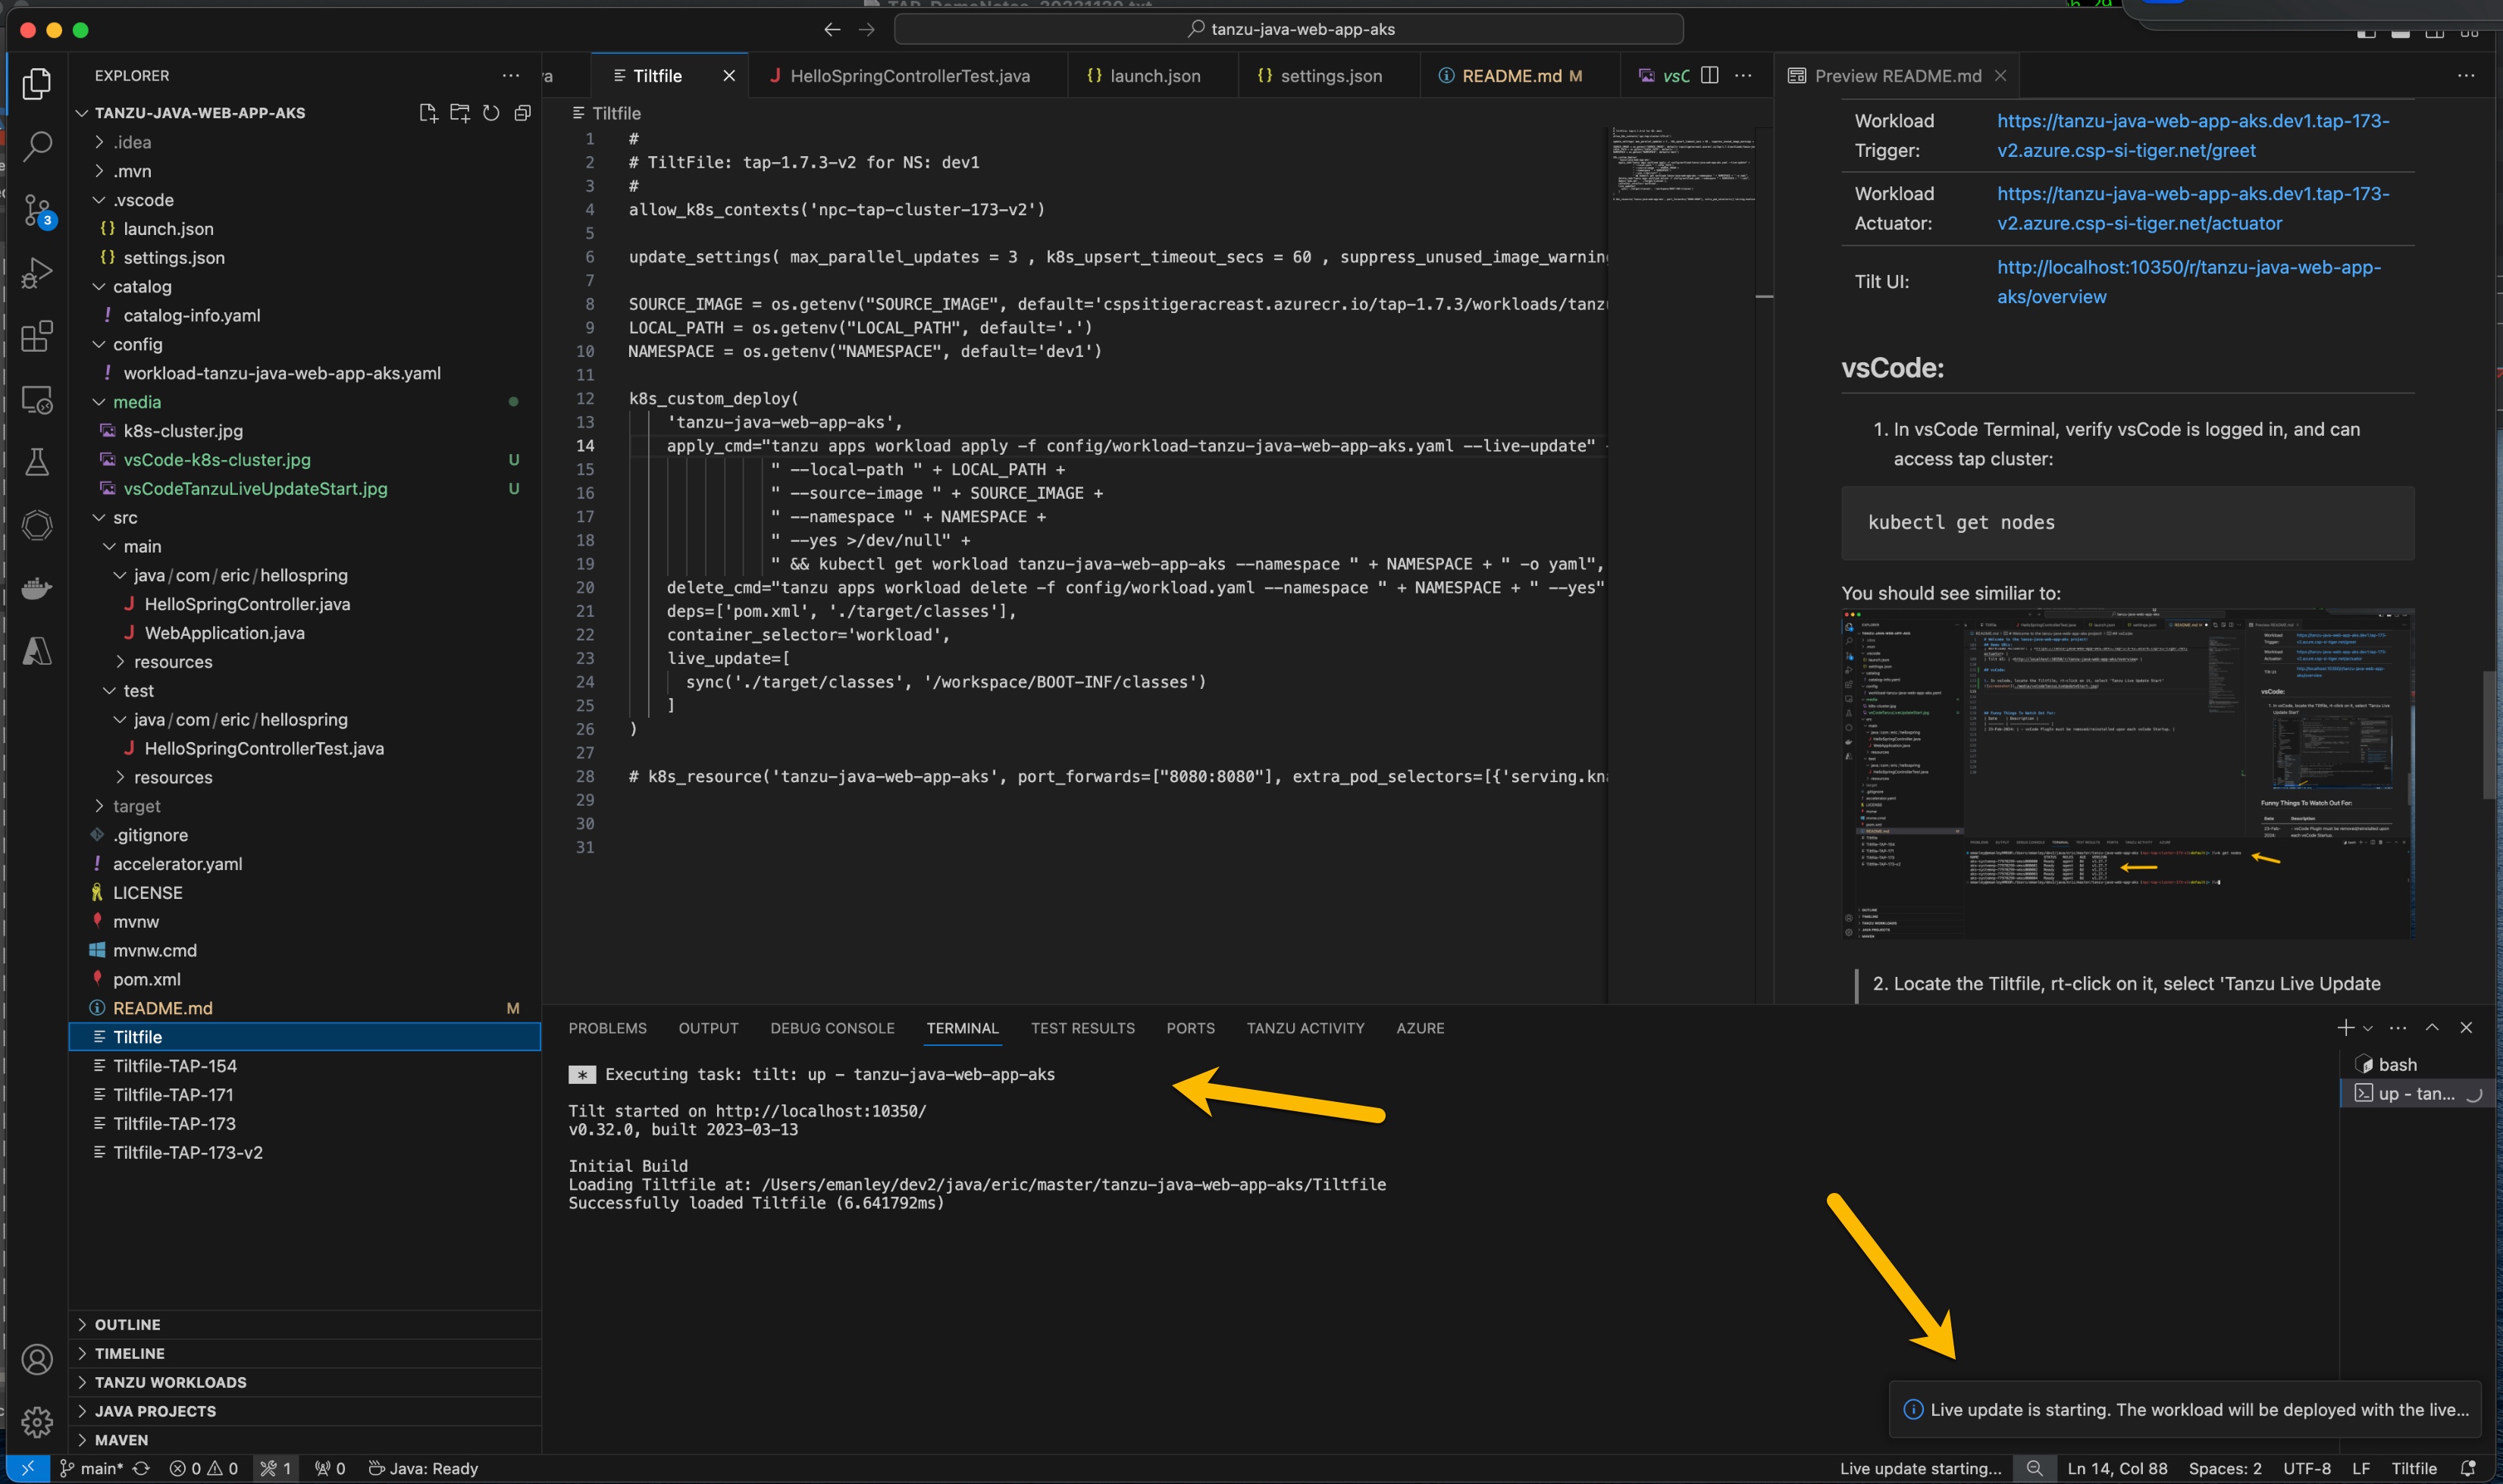 tanzu-java-web-app-aks
EXPLORER
TANZU-JAVA-WEB-APP-AKS
.idea
.mvn
.vscode
launch.json
settings.json
catalog
catalog-info.yaml
config
workload-tanzu-java-web-app-aks.yaml
media
k8s-cluster.jpg
vsCode-k8s-cluster.jpg U
vsCodeTanzuLiveUpdateStart.jpg U
src
main
java/com/eric/hellospring
HelloSpringController.java
WebApplication.java
resources
test
java/com/eric/hellospring
HelloSpringControllerTest.java
resources
target
.gitignore
accelerator.yaml
LICENSE
mvnw
mvnw.cmd
pom.xml
README.md M
Tiltfile
Tiltfile-TAP-154
Tiltfile-TAP-171
Tiltfile-TAP-173
Tiltfile-TAP-173-v2
OUTLINE
TIMELINE
TANZU WORKLOADS
JAVA PROJECTS
MAVEN
3
Tiltfile
HelloSpringControllerTest.java
launch.json
settings.json
README.md M
vsC
Tiltfile
1 #
2 # TiltFile: tap-1.7.3-v2 for NS: dev1
3 #
4 allow_k8s_contexts('npc-tap-cluster-173-v2')
5
6 update_settings( max_parallel_updates = 3 , k8s_upsert_timeout_secs = 60 , suppress_unused_image_warnin
7
8 SOURCE_IMAGE = os.getenv("SOURCE_IMAGE", default='cspsitigeracreast.azurecr.io/tap-1.7.3/workloads/tanz
9 LOCAL_PATH = os.getenv("LOCAL_PATH", default='.')
10 NAMESPACE = os.getenv("NAMESPACE", default='dev1')
11
12 k8s_custom_deploy(
13 'tanzu-java-web-app-aks',
14 apply_cmd="tanzu apps workload apply -f config/workload-tanzu-java-web-app-aks.yaml --live-update"
15 " --local-path " + LOCAL_PATH +
16 " --source-image " + SOURCE_IMAGE +
17 " --namespace " + NAMESPACE +
18 " --yes >/dev/null" +
19 " && kubectl get workload tanzu-java-web-app-aks --namespace " + NAMESPACE + " -o yaml",
20 delete_cmd="tanzu apps workload delete -f config/workload.yaml --namespace " + NAMESPACE + " --yes"
21 deps=['pom.xml', './target/classes'],
22 container_selector='workload',
23 live_update=[
24 sync('./target/classes', '/workspace/BOOT-INF/classes')
25 ]
26 )
27
28 # k8s_resource('tanzu-java-web-app-aks', port_forwards=["8080:8080"], extra_pod_selectors=[{'serving.kn
29
30
31
Preview README.md
Workload Trigger: https://tanzu-java-web-app-aks.dev1.tap-173-
v2.azure.csp-si-tiger.net/greet
Workload Actuator: https://tanzu-java-web-app-aks.dev1.tap-173-
v2.azure.csp-si-tiger.net/actuator
Tilt UI: http://localhost:10350/r/tanzu-java-web-app-
aks/overview
vsCode:
1. In vsCode Terminal, verify vsCode is logged in, and can
access tap cluster:
kubectl get nodes
You should see similiar to:
2. Locate the Tiltfile, rt-click on it, select 'Tanzu Live Update
PROBLEMS OUTPUT DEBUG CONSOLE TERMINAL TEST RESULTS PORTS TANZU ACTIVITY AZURE
* Executing task: tilt: up - tanzu-java-web-app-aks
Tilt started on http://localhost:10350/
v0.32.0, built 2023-03-13
Initial Build
Loading Tiltfile at: /Users/emanley/dev2/java/eric/master/tanzu-java-web-app-aks/Tiltfile
Successfully loaded Tiltfile (6.641792ms)
bash
up - tan...
Live update is starting. The workload will be deployed with the live...
main* 0 0 1 0 Java: Ready
Live update starting... Ln 14, Col 88 Spaces: 2 UTF-8 LF Tiltfile